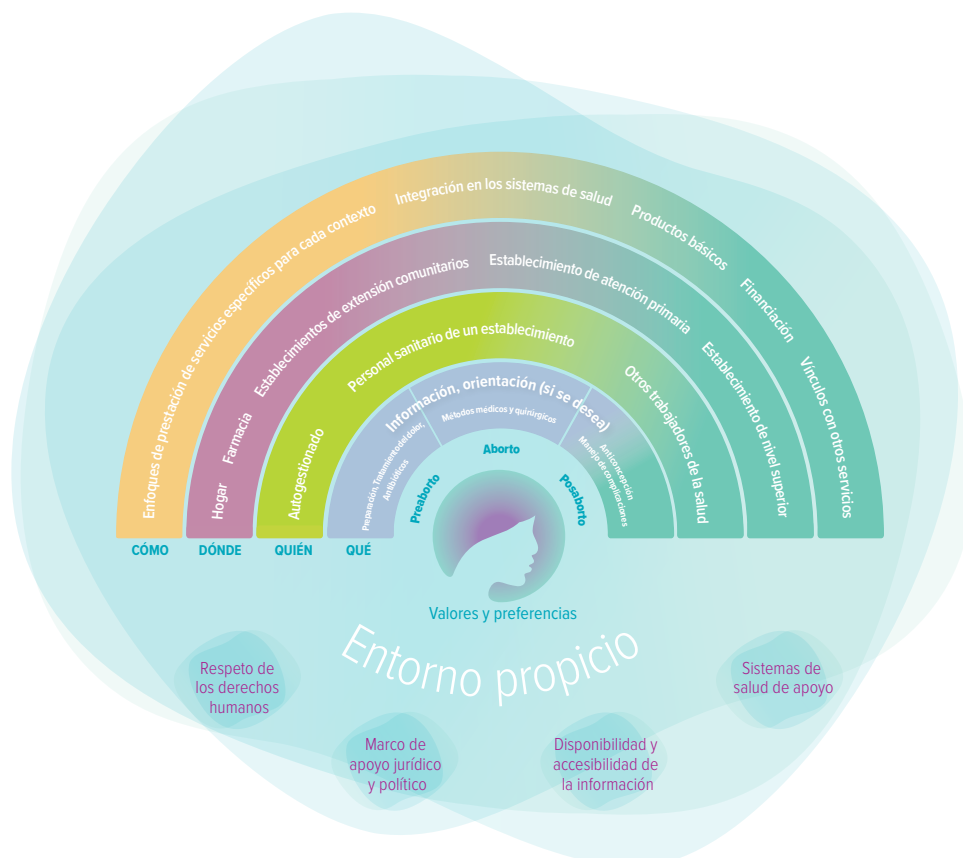 Enfoques de prestación de servicios específicos para cada contexto
Integración en los sistemas de salud
Productos básicos
Financiación
Vínculos con otros servicios
Hogar
Farmacia
Establecimientos de extensión comunitarios
Establecimiento de atención primaria
Establecimiento de nivel superior
Autogestionado
Personal sanitario de un establecimiento
Otros trabajadores de la salud
Información, orientación (si se desea)
Preparación, Tratamiento del dolor,
Antibióticos
Métodos médicos y quirúrgicos
Anticoncepción
Manejo de complicaciones
Preaborto
Aborto
Posaborto
CÓMO
DÓNDE
QUIÉN
QUÉ
Valores y preferencias
Entorno propicio
Respeto de
los derechos
humanos
Marco de
apoyo jurídico
y político
Disponibilidad y
accesibilidad de
la información
Sistemas de
salud de apoyo